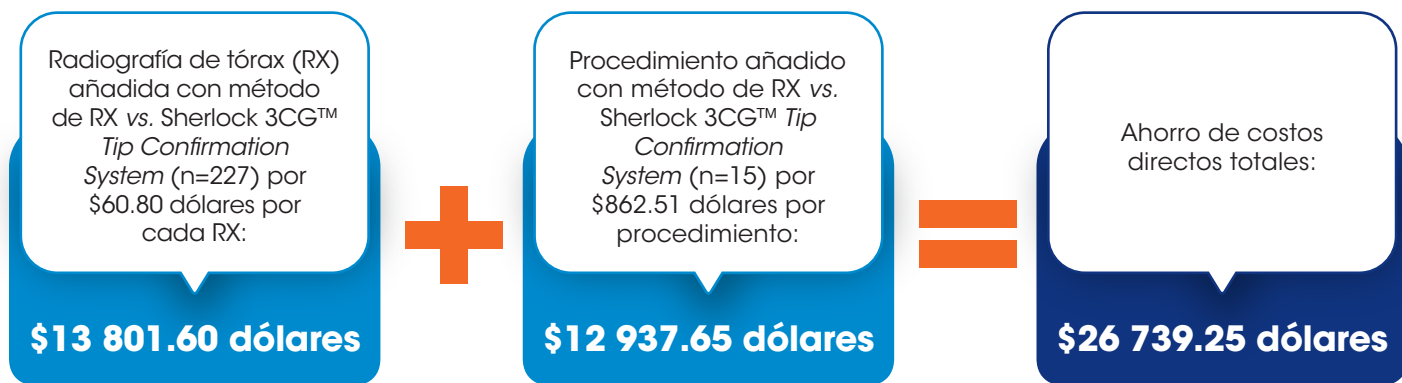 Radiografía de tórax (RX)
añadida con método
de RX vs. Sherlock 3CG™
Tip Confirmation
System (n=227) por
$60.80 dólares por
cada RX:
$13 801.60 dólares
Procedimiento añadido
con método de RX vs.
Sherlock 3CG™ Tip
Confirmation
System (n=15) por
$862.51 dólares por
procedimiento:
$12 937.65 dólares
Ahorro de costos
directos totales:
$26 739.25 dólares